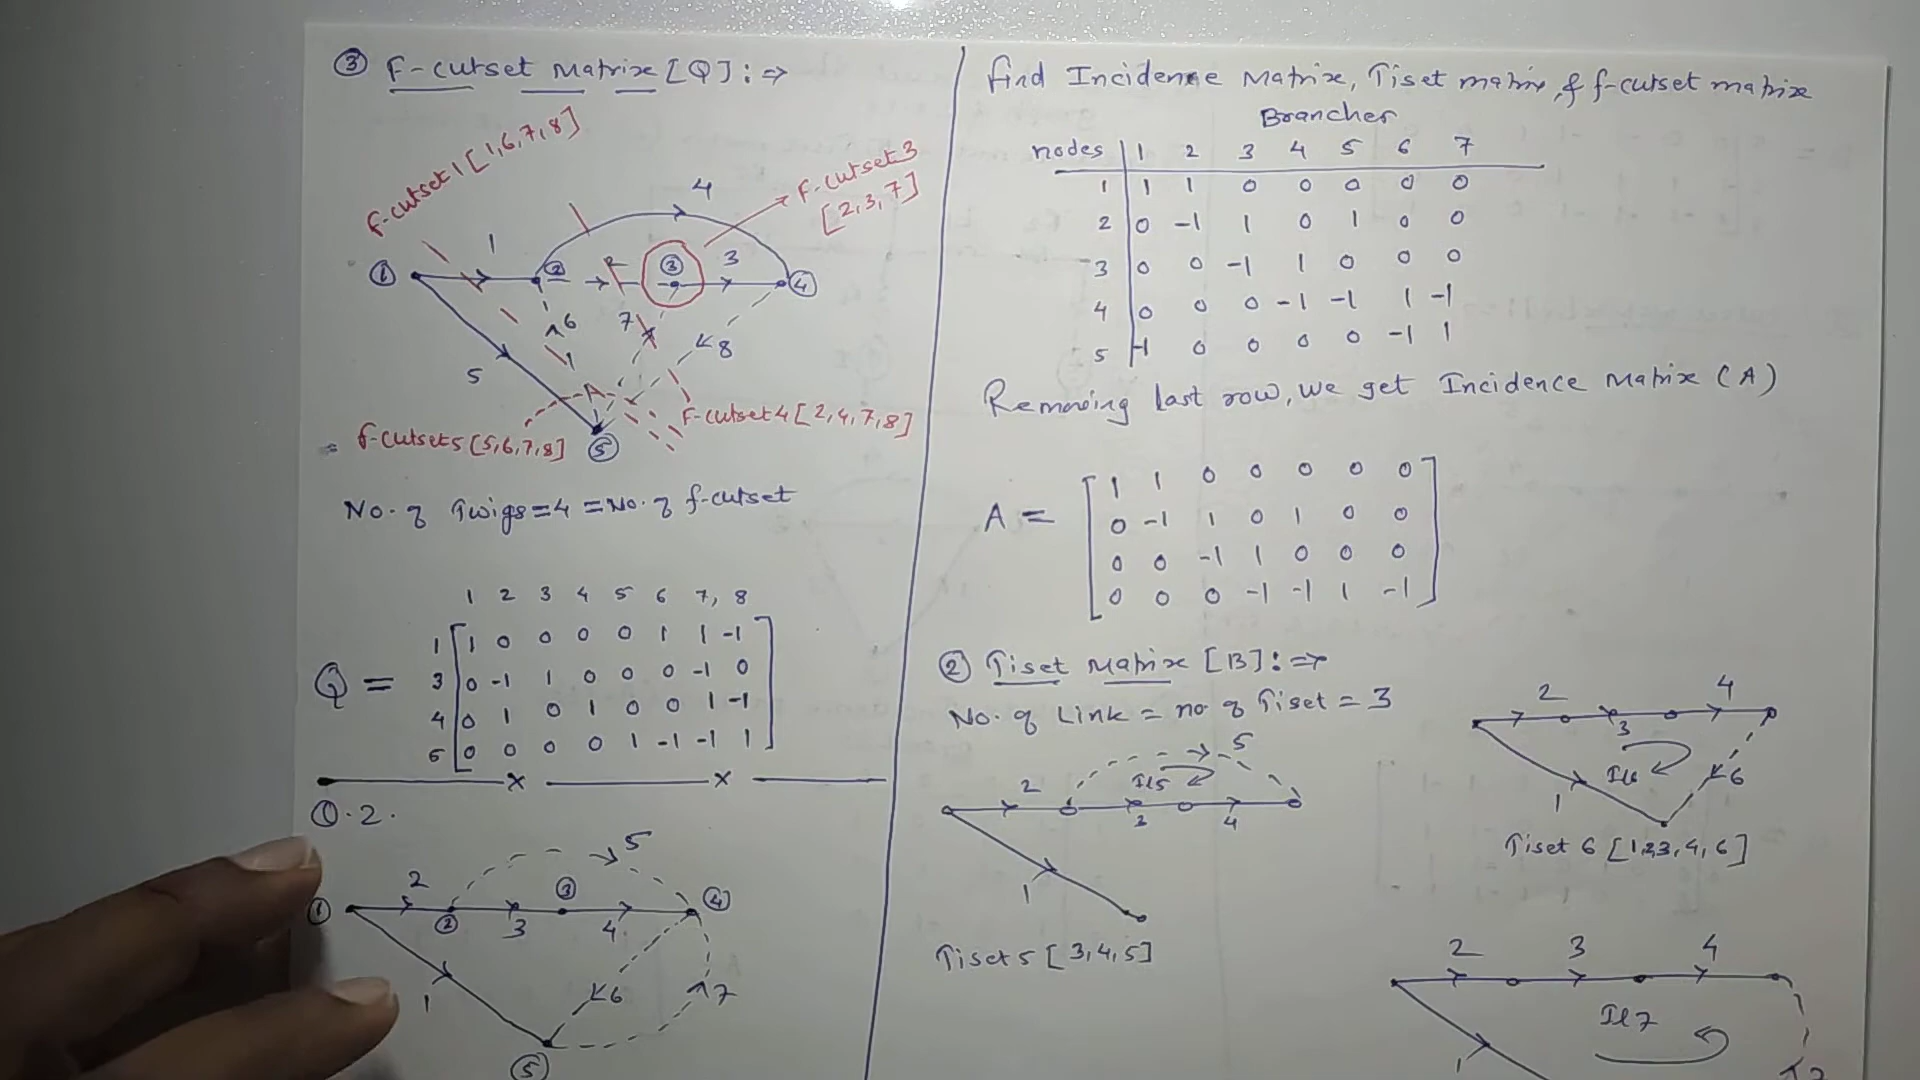 ③ F-cutset Matrix [Q] : ⇒
F-cutset 1 [1,6,7,8]
F-cutset 3
[2,3,7]
4
1
①
②
2
③
3
④
6
7
8
5
f-cutset5 [5,6,7,8]
⑤
F-cutset 4 [2,4,7,8]
No. of Twigs = 4 = No. of f-cutset
1 2 3 4 5 6 7, 8
Q =
1 1 0 0 0 0 1 1 -1
3 0 -1 1 0 0 0 -1 0
4 0 1 0 1 0 0 1 -1
5 0 0 0 0 1 -1 -1 1
x x
Q.2.
5
① 2 ② 3 ③ 4 ④
1
6
7
⑤
find Incidence Matrix, Tiset matrix & f-cutset matrix
Branches
nodes 1 2 3 4 5 6 7
1 1 1 0 0 0 0 0
2 0 -1 1 0 1 0 0
3 0 0 -1 1 0 0 0
4 0 0 0 -1 -1 1 -1
5 -1 0 0 0 0 -1 1
Removing last row, we get Incidence Matrix (A)
A =
1 1 0 0 0 0 0
0 -1 1 0 1 0 0
0 0 -1 1 0 0 0
0 0 0 -1 -1 1 -1
② Tiset Matrix [B] : ⇒
No. of Link = no of Tiset = 3
5
2
Il5
3
4
1
Tiset 5 [3,4,5]
2
3
4
Il6
6
1
Tiset 6 [1,2,3,4,6]
2 3 4
Il7
1